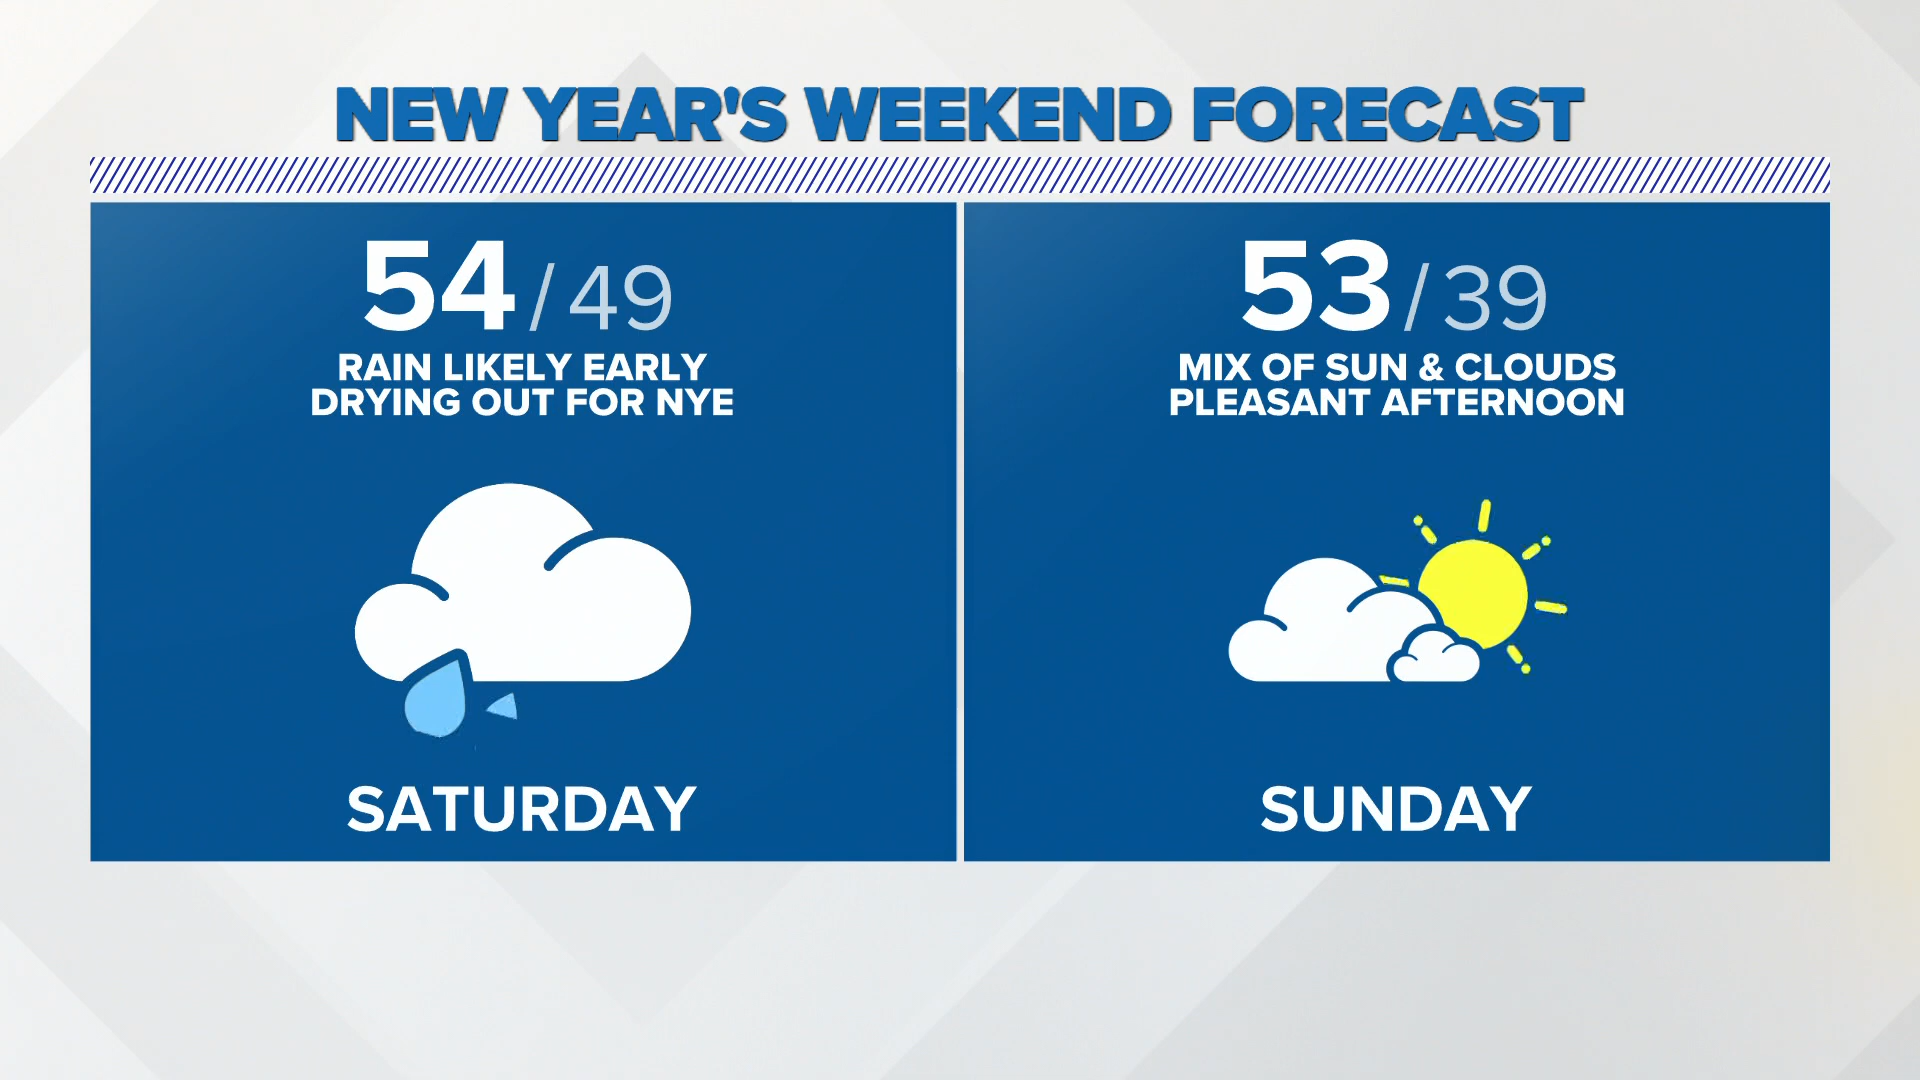 NEW YEAR'S WEEKEND FORECAST
54/49
RAIN LIKELY EARLY
DRYING OUT FOR NYE
SATURDAY
53/39
MIX OF SUN & CLOUDS
PLEASANT AFTERNOON
SUNDAY